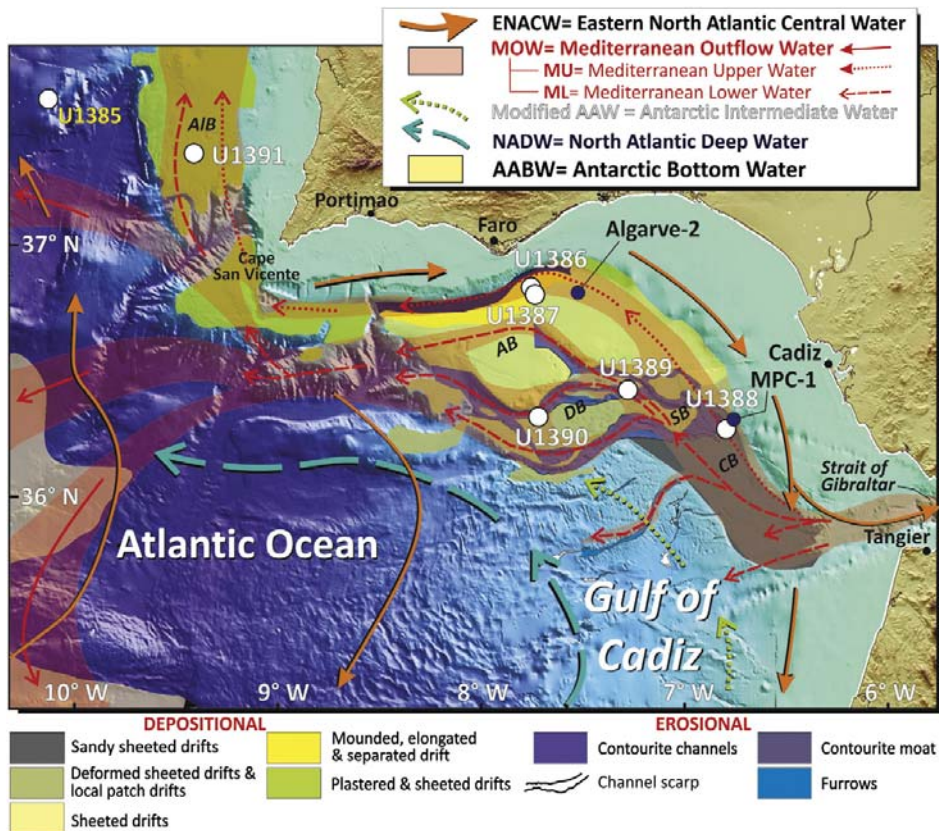 ENACW= Eastern North Atlantic Central Water
MOW= Mediterranean Outflow Water
MU= Mediterranean Upper Water
ML= Mediterranean Lower Water
Modified AAW = Antarctic Intermediate Water
NADW= North Atlantic Deep Water
AABW= Antarctic Bottom Water
U1385
AlB
U1391
Portimao
Faro
Algarve-2
37° N
Cape
San Vicente
U1386
U1387
AB
Cadiz
MPC-1
U1389
U1388
DB
SB
U1390
CB
Strait of
Gibraltar
36° N
Atlantic Ocean
Tangier
Gulf of
Cadiz
10° W
9° W
8° W
7° W
6° W
DEPOSITIONAL
EROSIONAL
Sandy sheeted drifts
Mounded, elongated
& separated drift
Contourite channels
Contourite moat
Deformed sheeted drifts &
local patch drifts
Plastered & sheeted drifts
Channel scarp
Furrows
Sheeted drifts